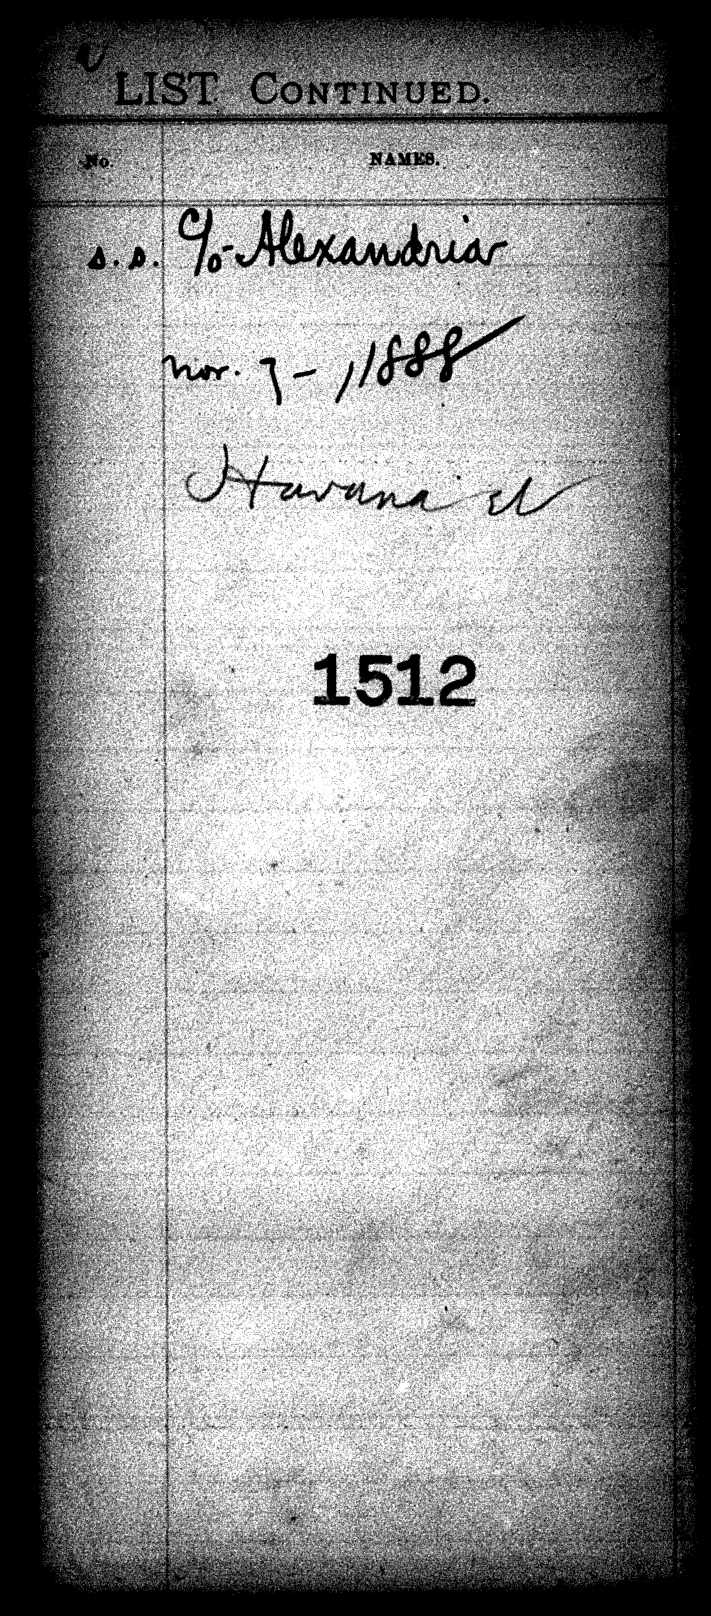 LIST CONTINUED.
No. NAMES.
s.s. C/o Alexandria
Nov. 7 - 1888
Havana
1512